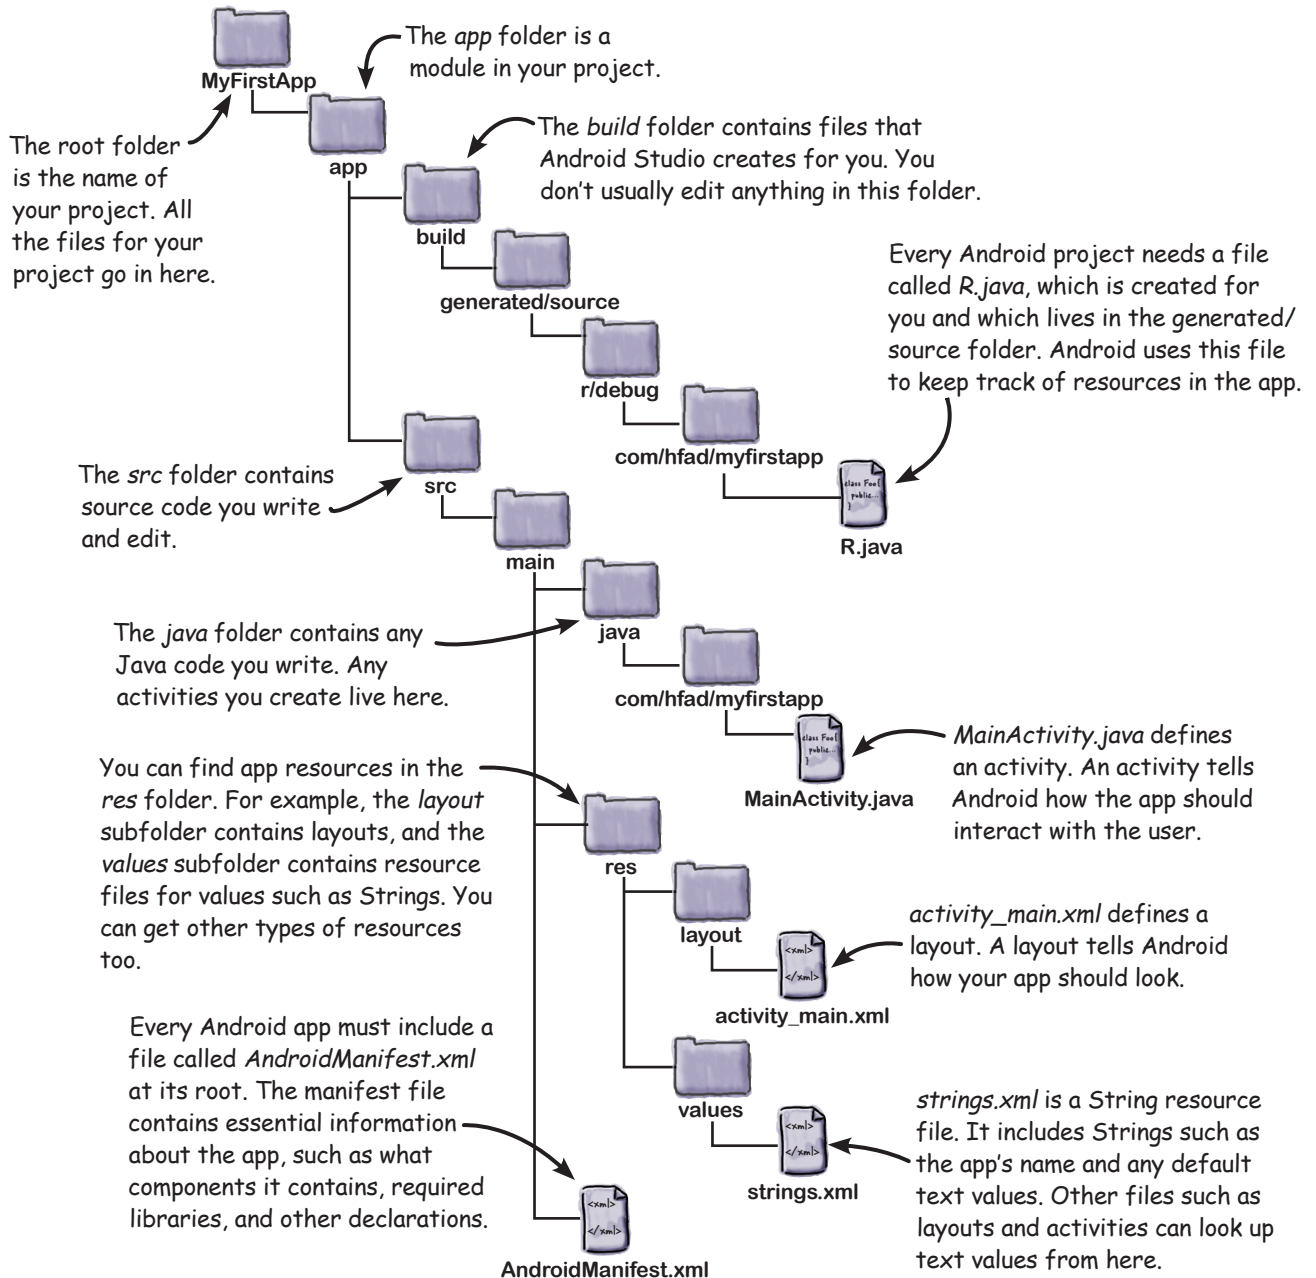 MyFirstApp
The app folder is a
module in your project.
The root folder
is the name of
your project. All
the files for your
project go in here.
app
The build folder contains files that
Android Studio creates for you. You
don't usually edit anything in this folder.
build
generated/source
r/debug
com/hfad/myfirstapp
Every Android project needs a file
called R.java, which is created for
you and which lives in the generated/
source folder. Android uses this file
to keep track of resources in the app.
class Foo{
public...
}
R.java
The src folder contains
source code you write
and edit.
src
main
The java folder contains any
Java code you write. Any
activities you create live here.
java
com/hfad/myfirstapp
class Foo{
public...
}
MainActivity.java
MainActivity.java defines
an activity. An activity tells
Android how the app should
interact with the user.
You can find app resources in the
res folder. For example, the layout
subfolder contains layouts, and the
values subfolder contains resource
files for values such as Strings. You
can get other types of resources
too.
res
layout
<xml>
</xml>
activity_main.xml
activity_main.xml defines a
layout. A layout tells Android
how your app should look.
values
<xml>
</xml>
strings.xml
strings.xml is a String resource
file. It includes Strings such as
the app's name and any default
text values. Other files such as
layouts and activities can look up
text values from here.
Every Android app must include a
file called AndroidManifest.xml
at its root. The manifest file
contains essential information
about the app, such as what
components it contains, required
libraries, and other declarations.
<xml>
</xml>
AndroidManifest.xml